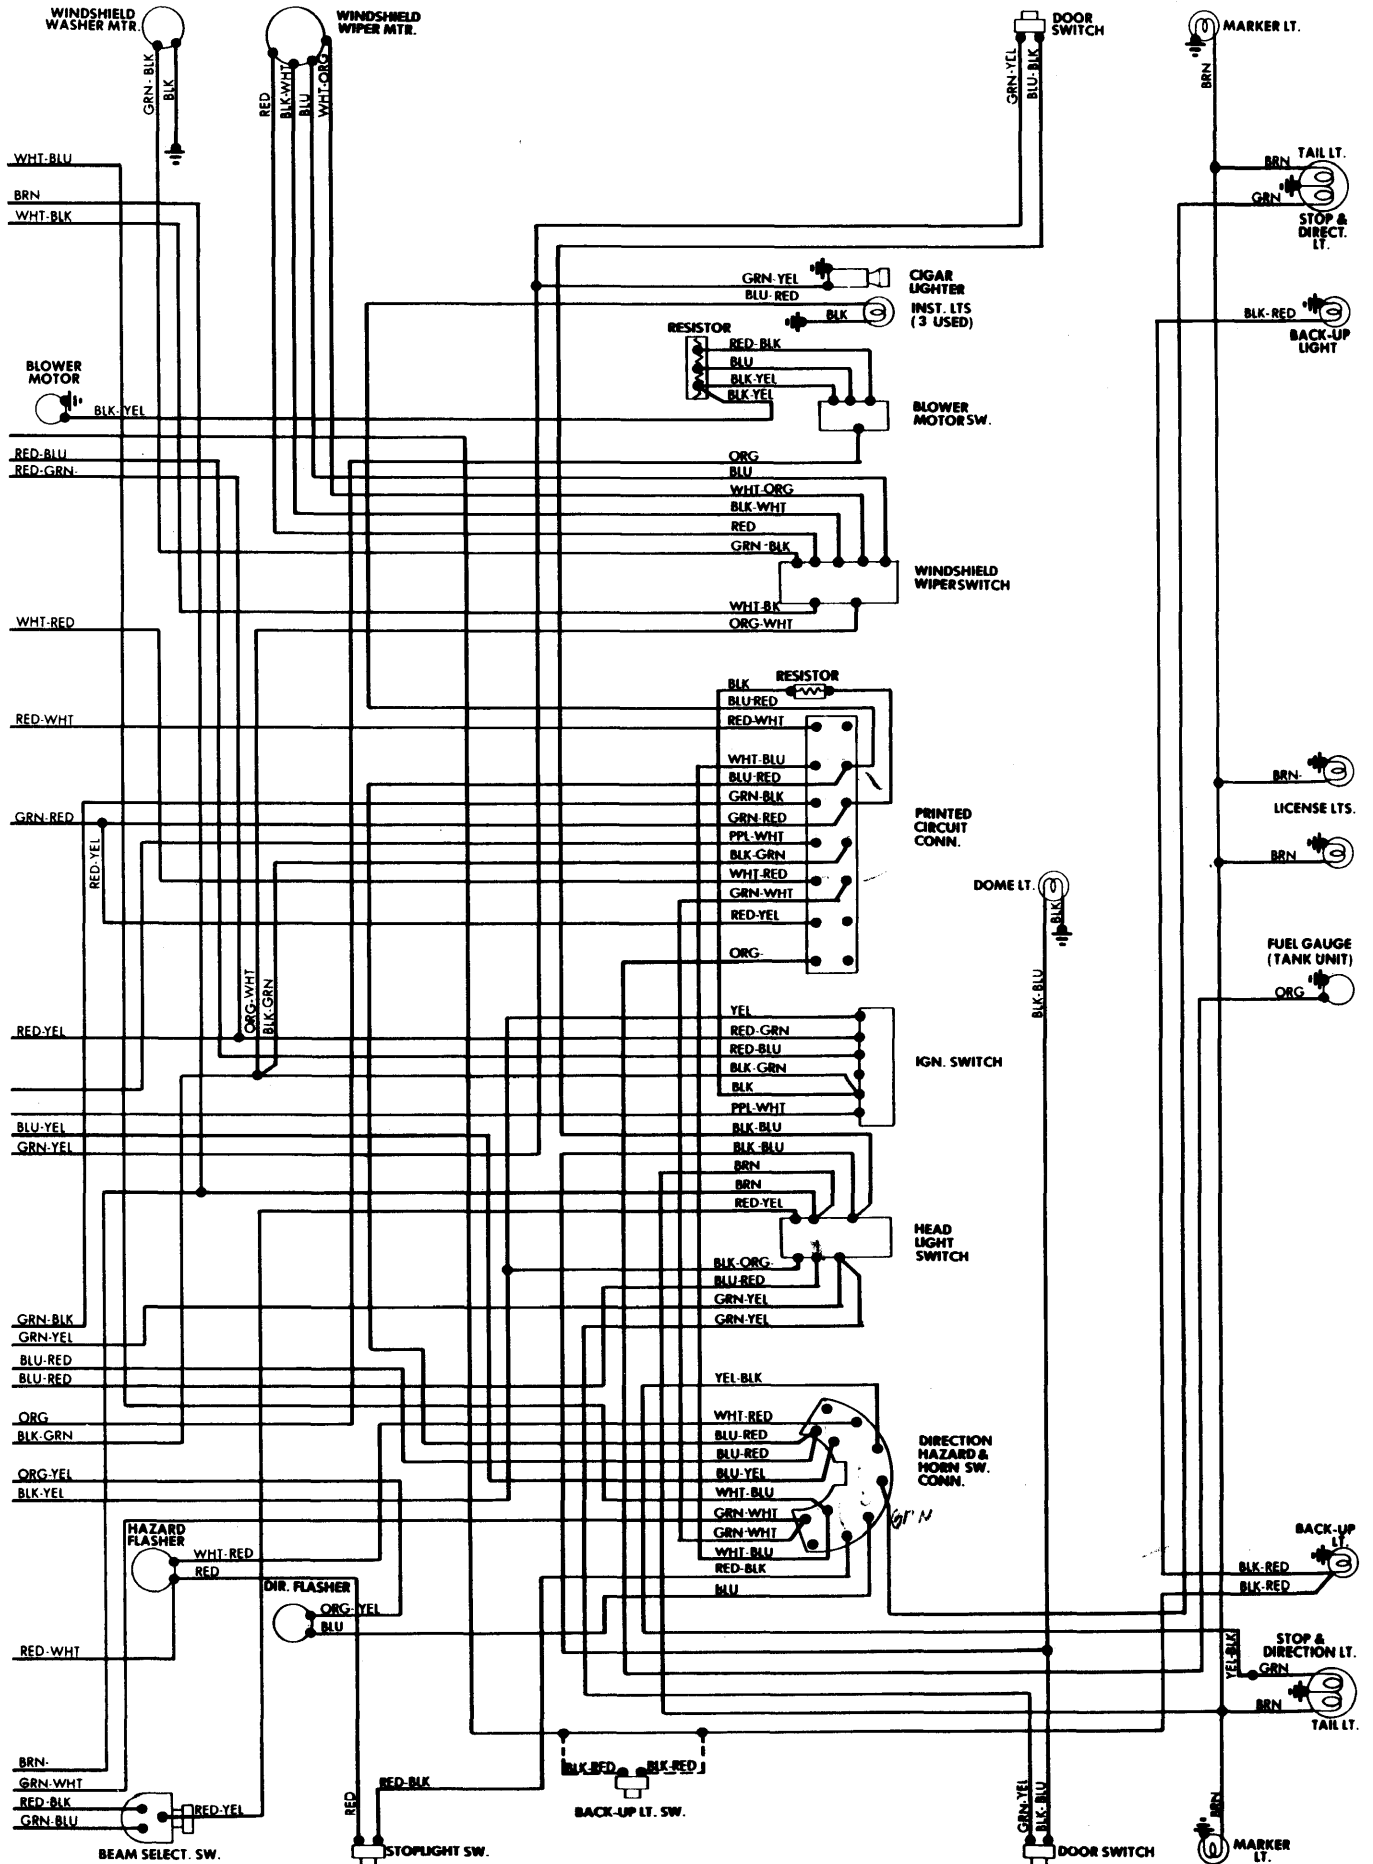 WINDSHIELD
WASHER MTR.
WINDSHIELD
WIPER MTR.
DOOR
SWITCH
MARKER LT.
GRN-BLK
BLK
RED
BLK-WHT
BLU
WHT-ORG
GRN-YEL
BLU-BLK
BRN
WHT-BLU
BRN
WHT-BLK
TAIL LT.
BRN
GRN
STOP &
DIRECT.
LT.
GRN-YEL
CIGAR
LIGHTER
BLU-RED
BLK
INST. LTS
(3 USED)
BLK-RED
BACK-UP
LIGHT
RESISTOR
RED-BLK
BLU
BLK-YEL
BLK-YEL
BLOWER
MOTOR
BLK-YEL
BLOWER
MOTOR SW.
RED-BLU
RED-GRN
ORG
BLU
WHT-ORG
BLK-WHT
RED
GRN-BLK
WINDSHIELD
WIPER SWITCH
WHT-BK
ORG-WHT
WHT-RED
RESISTOR
BLK
BLU-RED
RED-WHT
RED-WHT
WHT-BLU
BLU-RED
GRN-BLK
GRN-RED
PPL-WHT
BLK-GRN
WHT-RED
GRN-WHT
RED-YEL
ORG-
PRINTED
CIRCUIT
CONN.
GRN-RED
RED-YEL
BRN-
LICENSE LTS.
BRN
DOME LT.
BLK
BLK-BLU
FUEL GAUGE
(TANK UNIT)
ORG
ORG-WHT
BLK-GRN
RED-YEL
YEL
RED-GRN
RED-BLU
BLK-GRN
BLK
PPL-WHT
IGN. SWITCH
BLU-YEL
GRN-YEL
BLK-BLU
BLK-BLU
BRN
BRN
RED-YEL
HEAD
LIGHT
SWITCH
BLK-ORG-
BLU-RED
GRN-YEL
GRN-YEL
GRN-BLK
GRN-YEL
BLU-RED
BLU-RED
ORG
BLK-GRN
ORG-YEL
BLK-YEL
YEL-BLK
WHT-RED
BLU-RED
BLU-RED
BLU-YEL
WHT-BLU
GRN-WHT
GRN-WHT
WHT-BLU
RED-BLK
BLU
DIRECTION
HAZARD &
HORN SW.
CONN.
GrN
HAZARD
FLASHER
WHT-RED
RED
DIR. FLASHER
ORG-YEL
BLU
RED-WHT
BACK-UP
LT.
BLK-RED
BLK-RED
YEL-BLK
STOP &
DIRECTION LT.
GRN
BRN
TAIL LT.
BRN-
GRN-WHT
RED-BLK
GRN-BLU
RED-YEL
BEAM SELECT. SW.
RED
RED-BLK
STOPLIGHT SW.
BLK-RED
BLK-RED
BACK-UP LT. SW.
GRN-YEL
BLK-BLU
DOOR SWITCH
BRN
MARKER
LT.